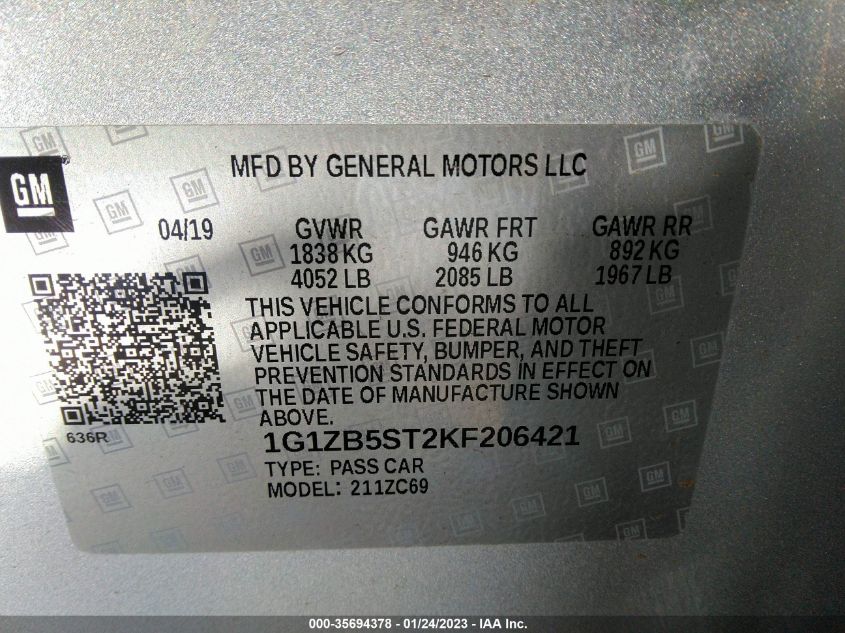 MFD BY GENERAL MOTORS LLC
GM
04/19 GVWR GAWR FRT GAWR RR
1838 KG 946 KG 892 KG
4052 LB 2085 LB 1967 LB
THIS VEHICLE CONFORMS TO ALL
APPLICABLE U.S. FEDERAL MOTOR
VEHICLE SAFETY, BUMPER, AND THEFT
PREVENTION STANDARDS IN EFFECT ON
THE DATE OF MANUFACTURE SHOWN
ABOVE.
636R
1G1ZB5ST2KF206421
TYPE: PASS CAR
MODEL: 211ZC69
000-35694378 - 01/24/2023 - IAA Inc.